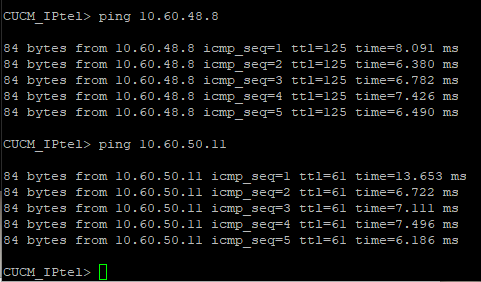 CUCM_IPtel> ping 10.60.48.8
84 bytes from 10.60.48.8 icmp_seq=1 ttl=125 time=8.091 ms
84 bytes from 10.60.48.8 icmp_seq=2 ttl=125 time=6.380 ms
84 bytes from 10.60.48.8 icmp_seq=3 ttl=125 time=6.782 ms
84 bytes from 10.60.48.8 icmp_seq=4 ttl=125 time=7.426 ms
84 bytes from 10.60.48.8 icmp_seq=5 ttl=125 time=6.490 ms
CUCM_IPtel> ping 10.60.50.11
84 bytes from 10.60.50.11 icmp_seq=1 ttl=61 time=13.653 ms
84 bytes from 10.60.50.11 icmp_seq=2 ttl=61 time=6.722 ms
84 bytes from 10.60.50.11 icmp_seq=3 ttl=61 time=7.111 ms
84 bytes from 10.60.50.11 icmp_seq=4 ttl=61 time=7.496 ms
84 bytes from 10.60.50.11 icmp_seq=5 ttl=61 time=6.186 ms
CUCM_IPtel>